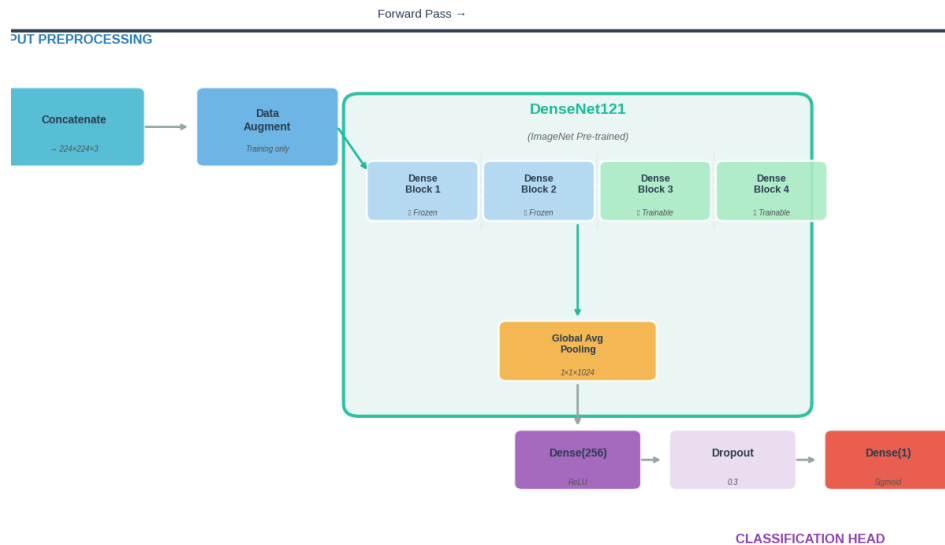 Forward Pass →
PUT PREPROCESSING
Concatenate
→ 224×224×3
Data
Augment
Training only
DenseNet121
(ImageNet Pre-trained)
Dense
Block 1
▯ Frozen
Dense
Block 2
▯ Frozen
Dense
Block 3
▯ Trainable
Dense
Block 4
▯ Trainable
Global Avg
Pooling
1×1×1024
Dense(256)
ReLU
Dropout
0.3
Dense(1)
Sigmoid
CLASSIFICATION HEAD